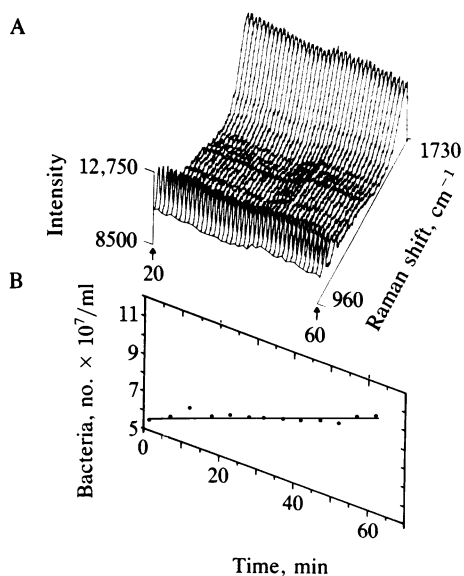 A
Intensity
12,750
8500
20
60
960
1730
Raman shift, cm⁻¹
B
Bacteria, no. × 10⁷/ml
11
9
7
5
0
20
40
60
Time, min